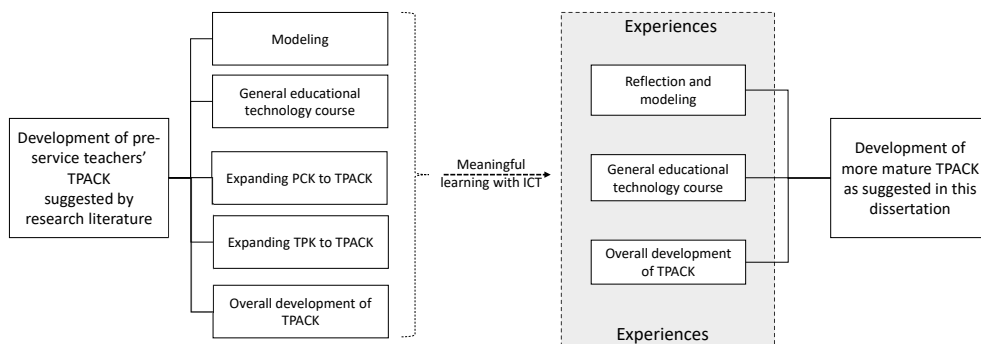 Development of pre-
service teachers'
TPACK
suggested by
research literature
Modeling
General educational
technology course
Expanding PCK to TPACK
Expanding TPK to TPACK
Overall development of
TPACK
Meaningful
learning with ICT
Experiences
Reflection and
modeling
General educational
technology course
Overall development
of TPACK
Experiences
Development of
more mature TPACK
as suggested in this
dissertation